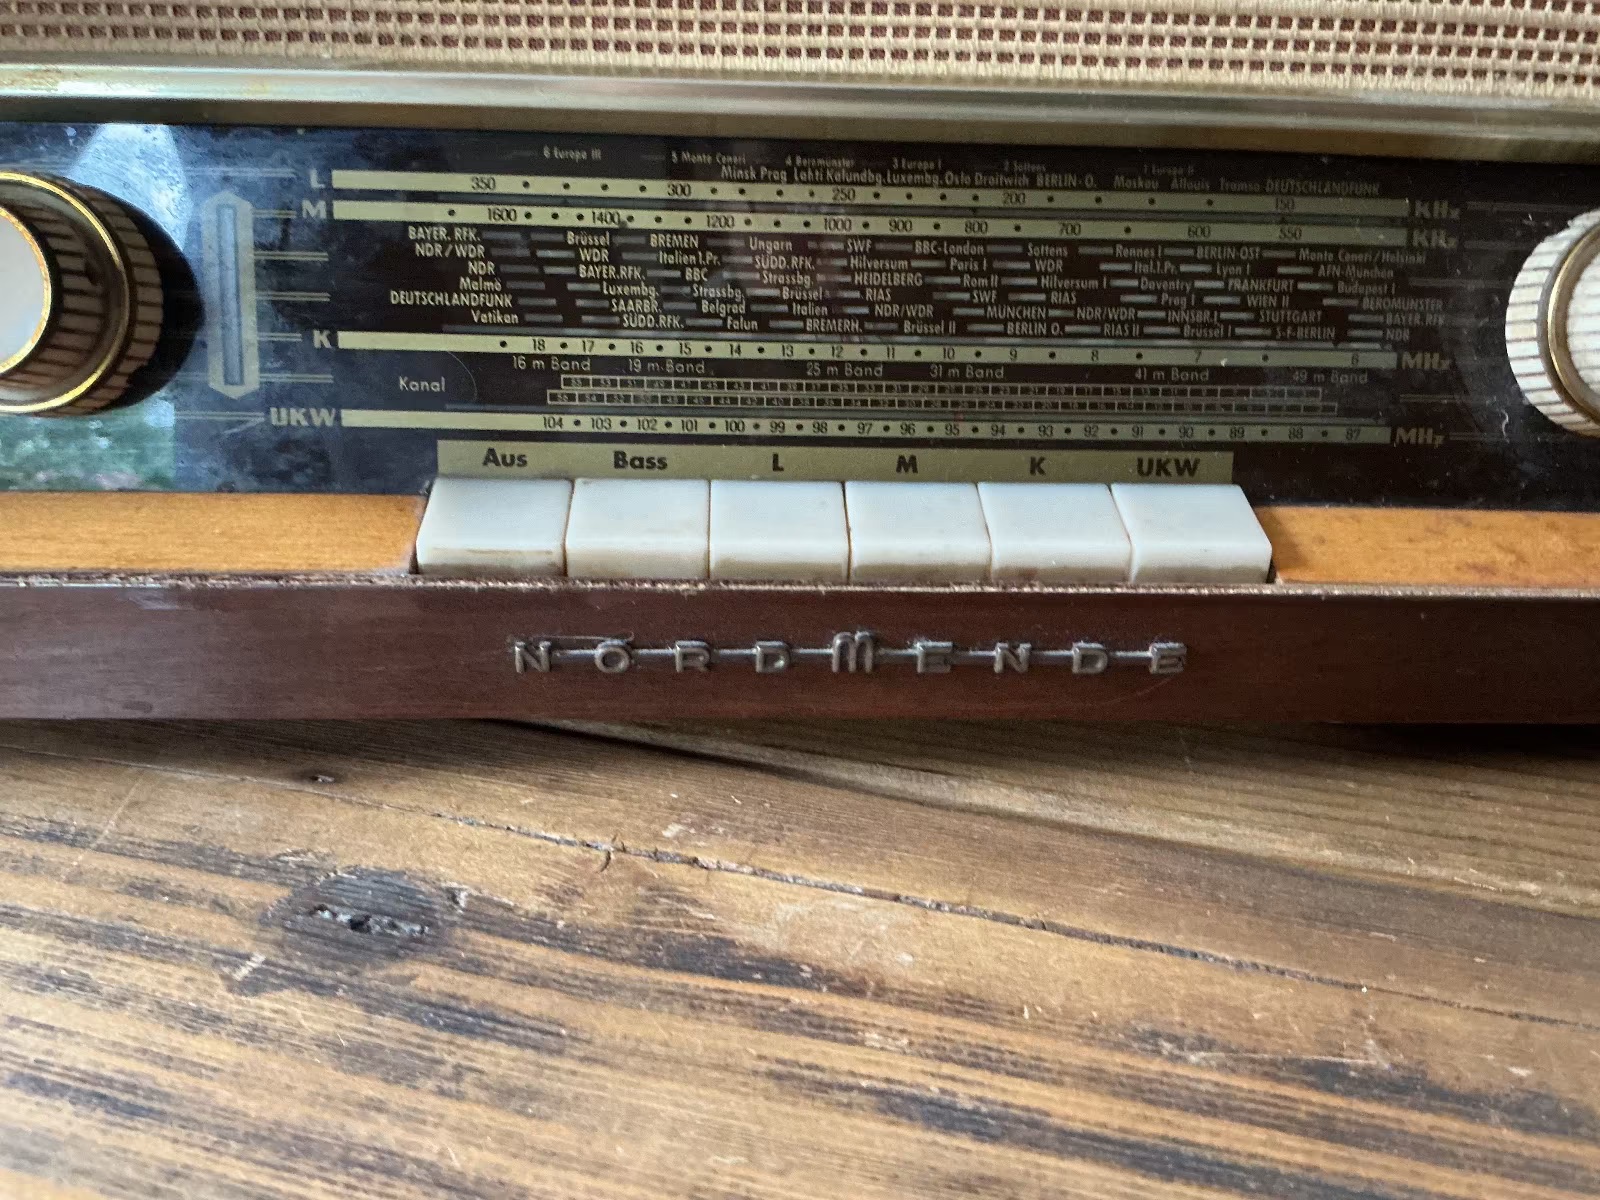 6 Europa III 5 Monte Ceneri 4 Beromünster 3 Europa I 2 Sottens 1 Europa II
Minsk Prag Lahti Kalundbg. Luxembg. Oslo Droitwich BERLIN-O. Moskau Allouis Tromsø DEUTSCHLANDFUNK
L 350 300 250 200 150 KHz
M 1600 1400 1200 1000 900 800 700 600 550 KHz
BAYER. RFK. Brüssel BREMEN Ungarn SWF BBC-London Sottens Rennes I BERLIN-OST Monte Ceneri/Helsinki
NDR/WDR WDR Italien I.Pr. SÜDD.RFK. Hilversum Paris I WDR Ital.I.Pr. Lyon I AFN-München
NDR BAYER.RFK. BBC Strassbg. HEIDELBERG Rom II Hilversum I Daventry FRANKFURT Budapest I
Malmö Luxembg. Strassbg. Brüssel RIAS SWF RIAS Prag I WIEN II BEROMÜNSTER
DEUTSCHLANDFUNK SAARBR. Belgrad Italien NDR/WDR MÜNCHEN NDR/WDR INNSBR.I STUTTGART BAYER.RFK.
Vatikan SÜDD.RFK. Falun BREMERH. Brüssel II BERLIN O. RIAS II Brüssel I S-F-BERLIN NDR
K 18 17 16 15 14 13 12 11 10 9 8 7 6 MHz
16 m Band 19 m Band 25 m Band 31 m Band 41 m Band 49 m Band
Kanal
UKW 104 103 102 101 100 99 98 97 96 95 94 93 92 91 90 89 88 87 MHz
Aus Bass L M K UKW
NORDMENDE